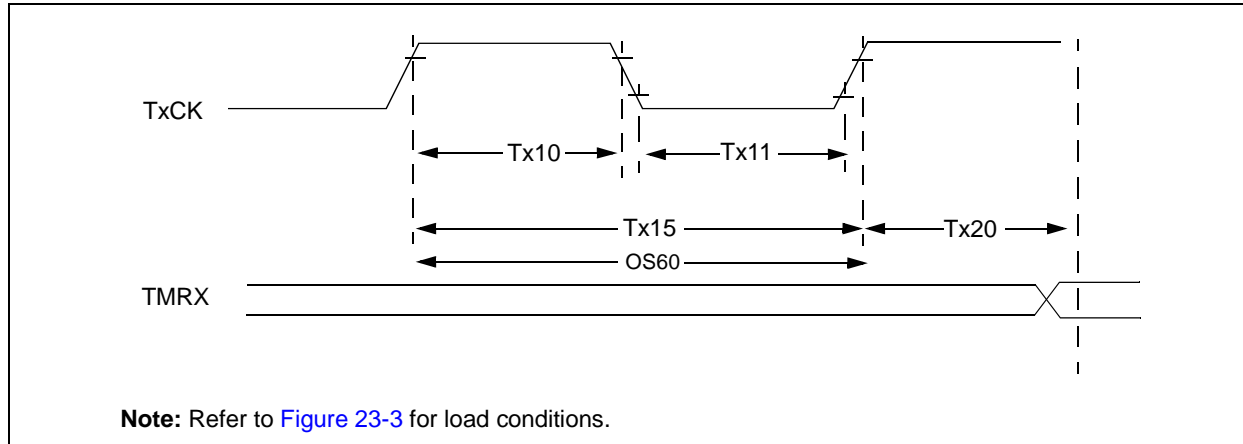 TxCK
Tx10
Tx11
Tx15
Tx20
OS60
TMRX
Note: Refer to Figure 23-3 for load conditions.